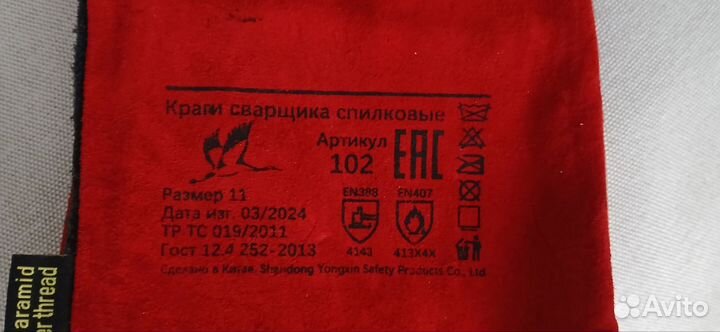 Краги сварщика спилковые
Артикул
102
EAC
Размер 11
Дата изг. 03/2024
ТР ТС 019/2011
Гост 12.4 252-2013
EN388
EN407
4143
413X4X
Сделано в Китае. Shandong Yongxin Safety Products Co., Ltd
aramid
thread
Avito